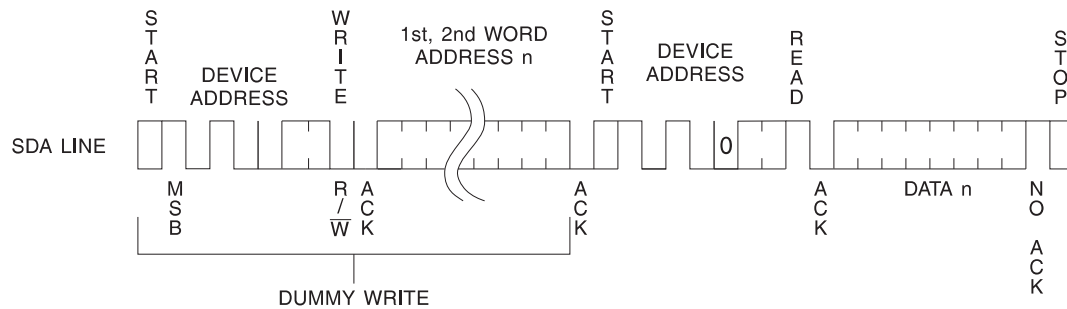 START
WRITE
1st, 2nd WORD
ADDRESS n
START
READ
STOP
DEVICE
ADDRESS
DEVICE
ADDRESS
SDA LINE
0
MSB
R/W
ACK
ACK
ACK
DATA n
NO ACK
DUMMY WRITE